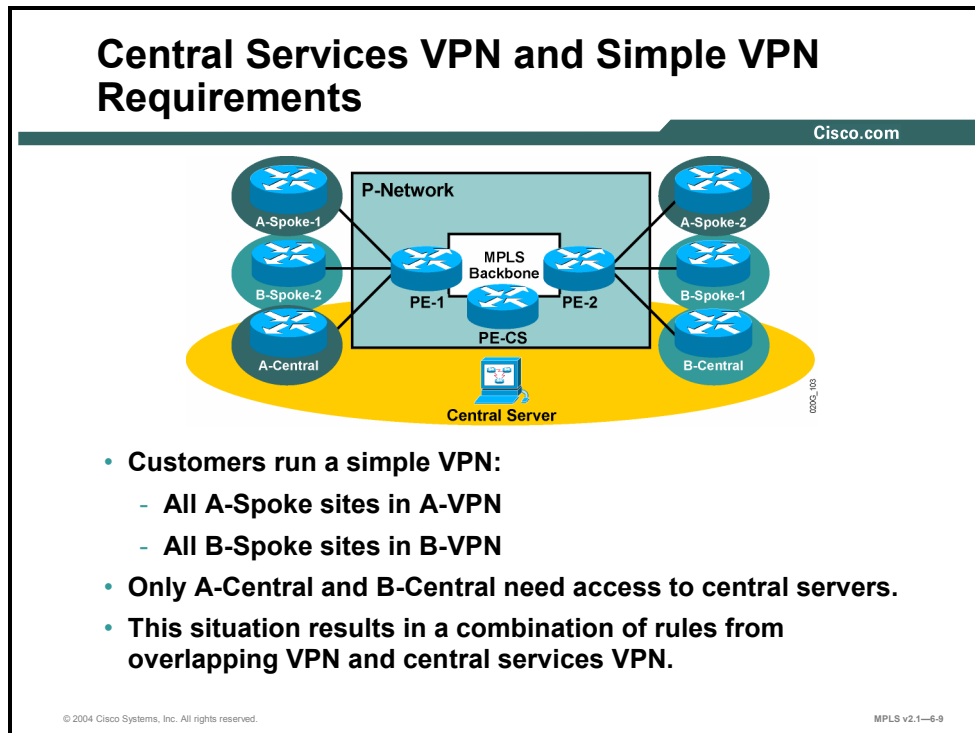 Central Services VPN and Simple VPN
Requirements
Cisco.com
P-Network
A-Spoke-1
A-Spoke-2
MPLS
Backbone
B-Spoke-2
PE-1
PE-2
B-Spoke-1
PE-CS
A-Central
B-Central
Central Server
020G_103
• Customers run a simple VPN:
- All A-Spoke sites in A-VPN
- All B-Spoke sites in B-VPN
• Only A-Central and B-Central need access to central servers.
• This situation results in a combination of rules from
overlapping VPN and central services VPN.
© 2004 Cisco Systems, Inc. All rights reserved.
MPLS v2.1—6-9